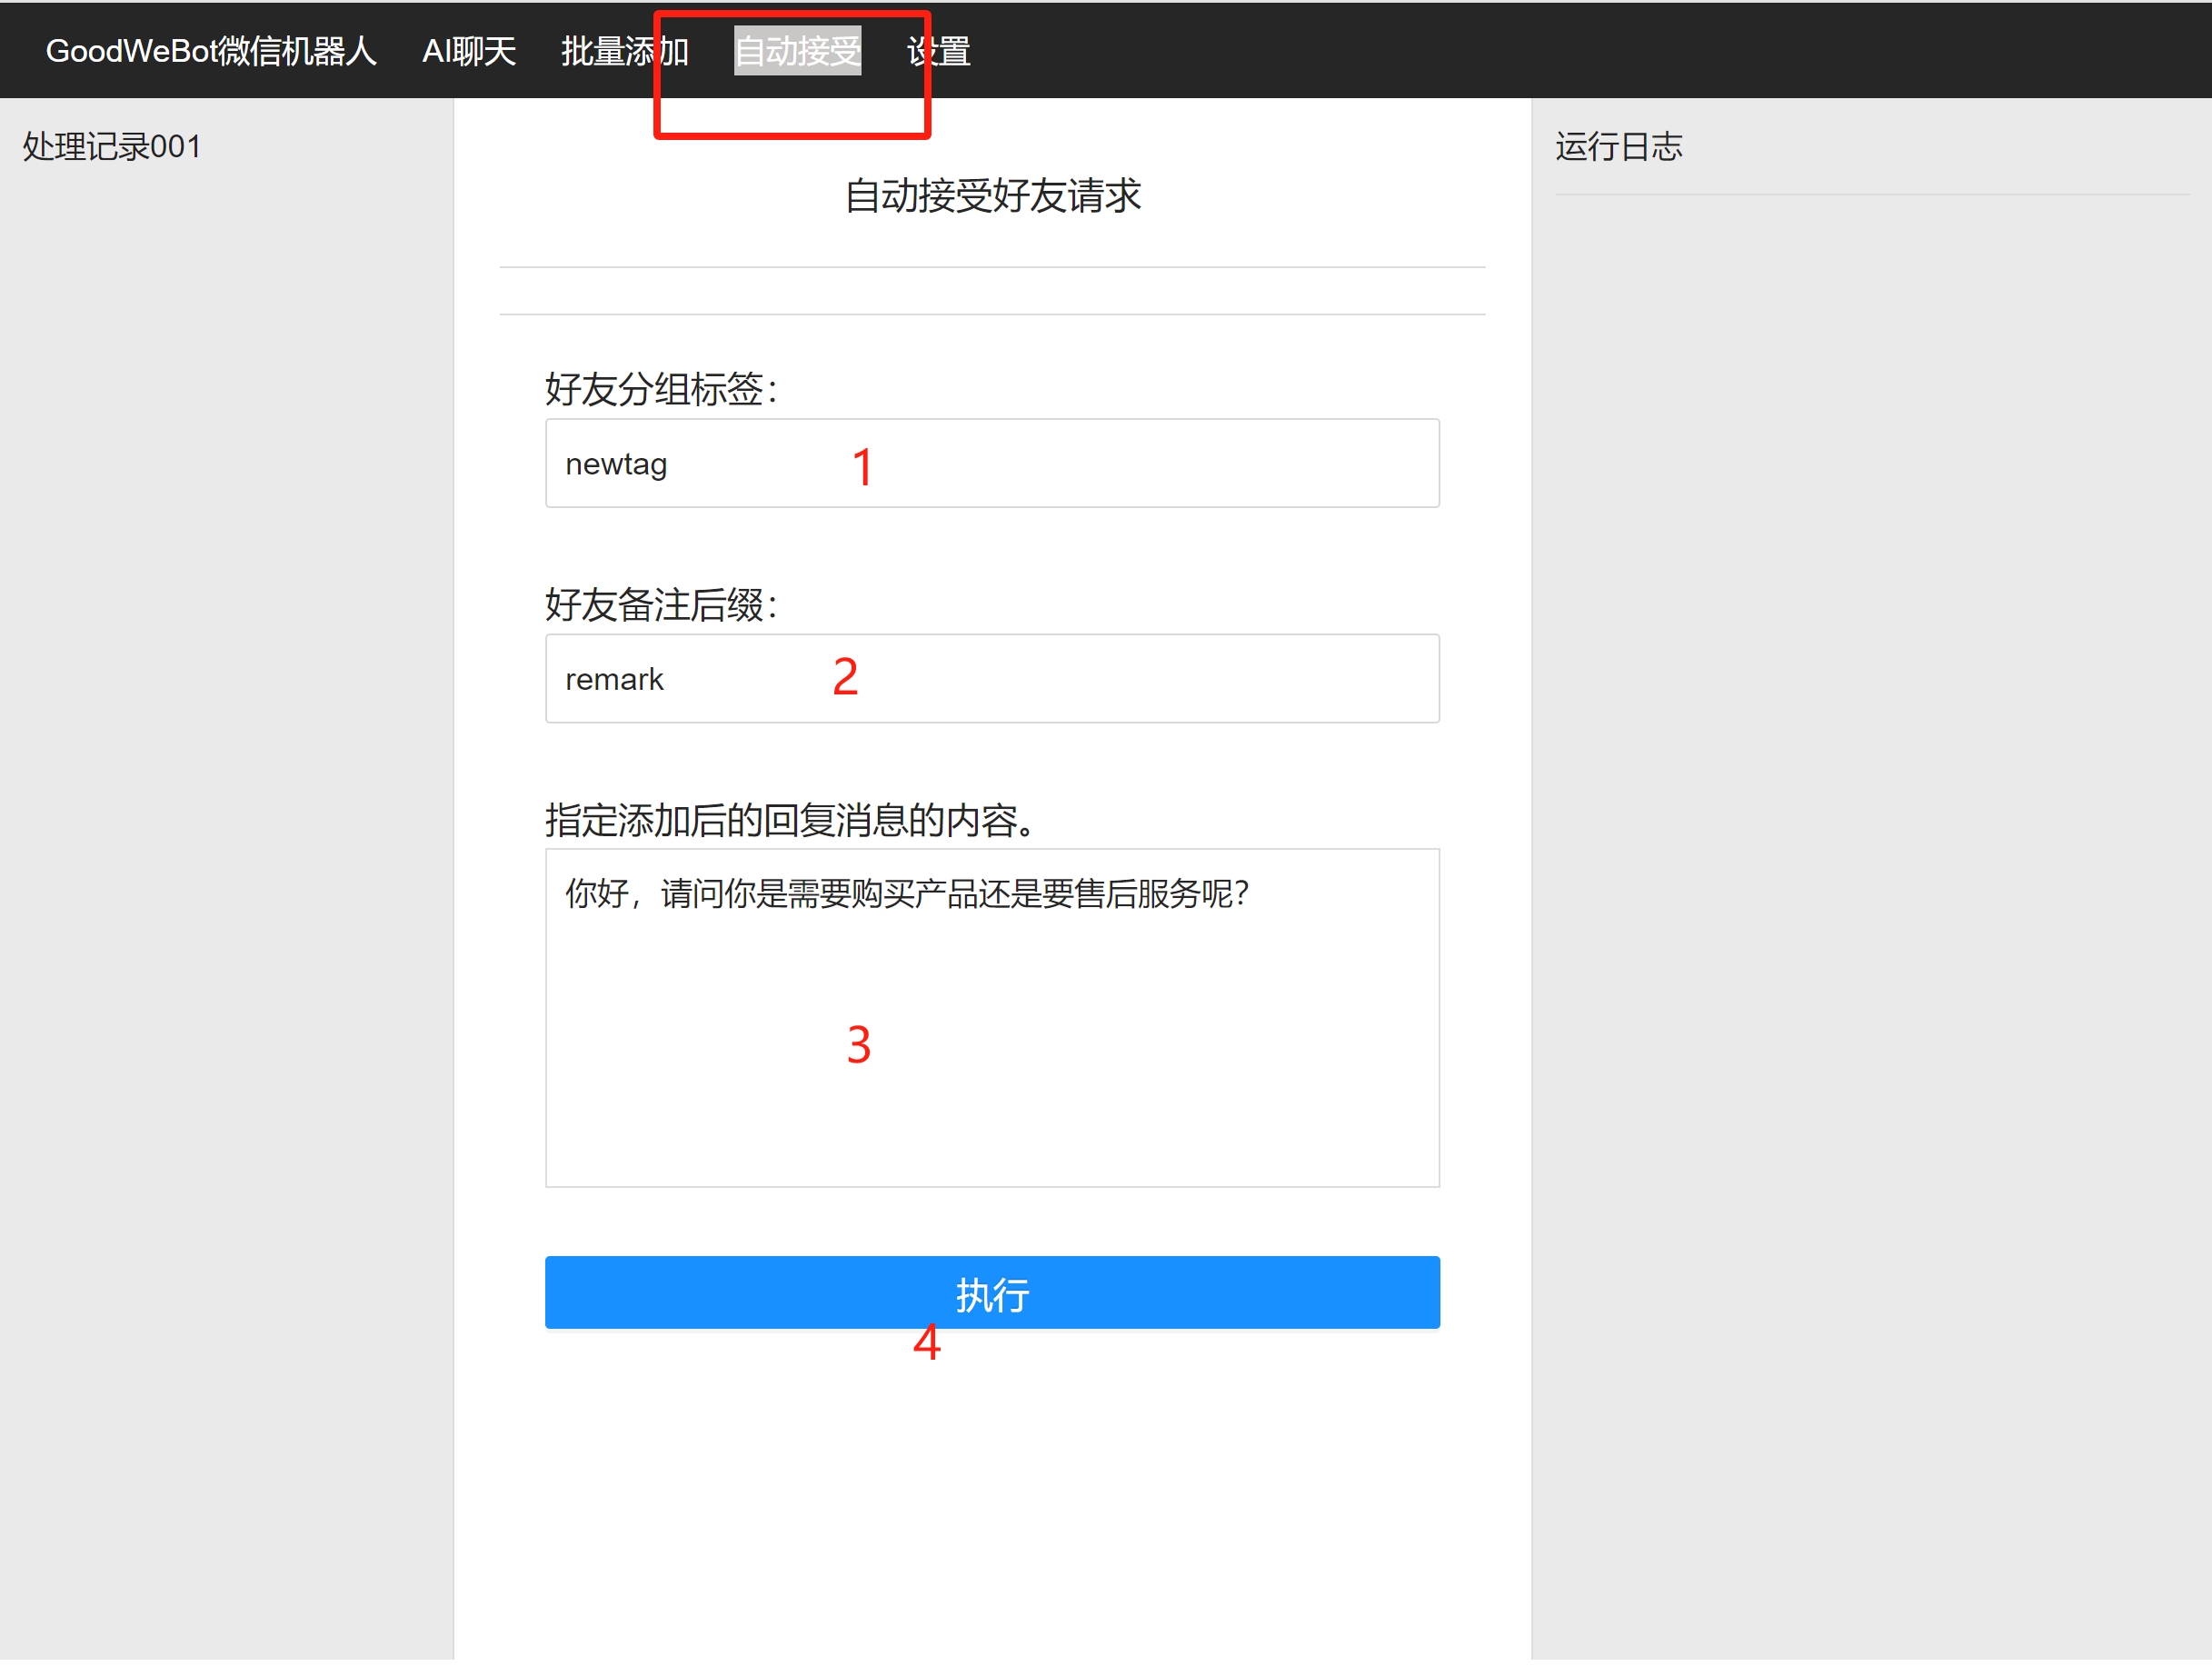 GoodWeBot微信机器人 AI聊天 批量添加 自动接受 设置
处理记录001
自动接受好友请求
好友分组标签：
newtag 1
好友备注后缀：
remark 2
指定添加后的回复消息的内容。
你好，请问你是需要购买产品还是要售后服务呢？
3
执行
4
运行日志